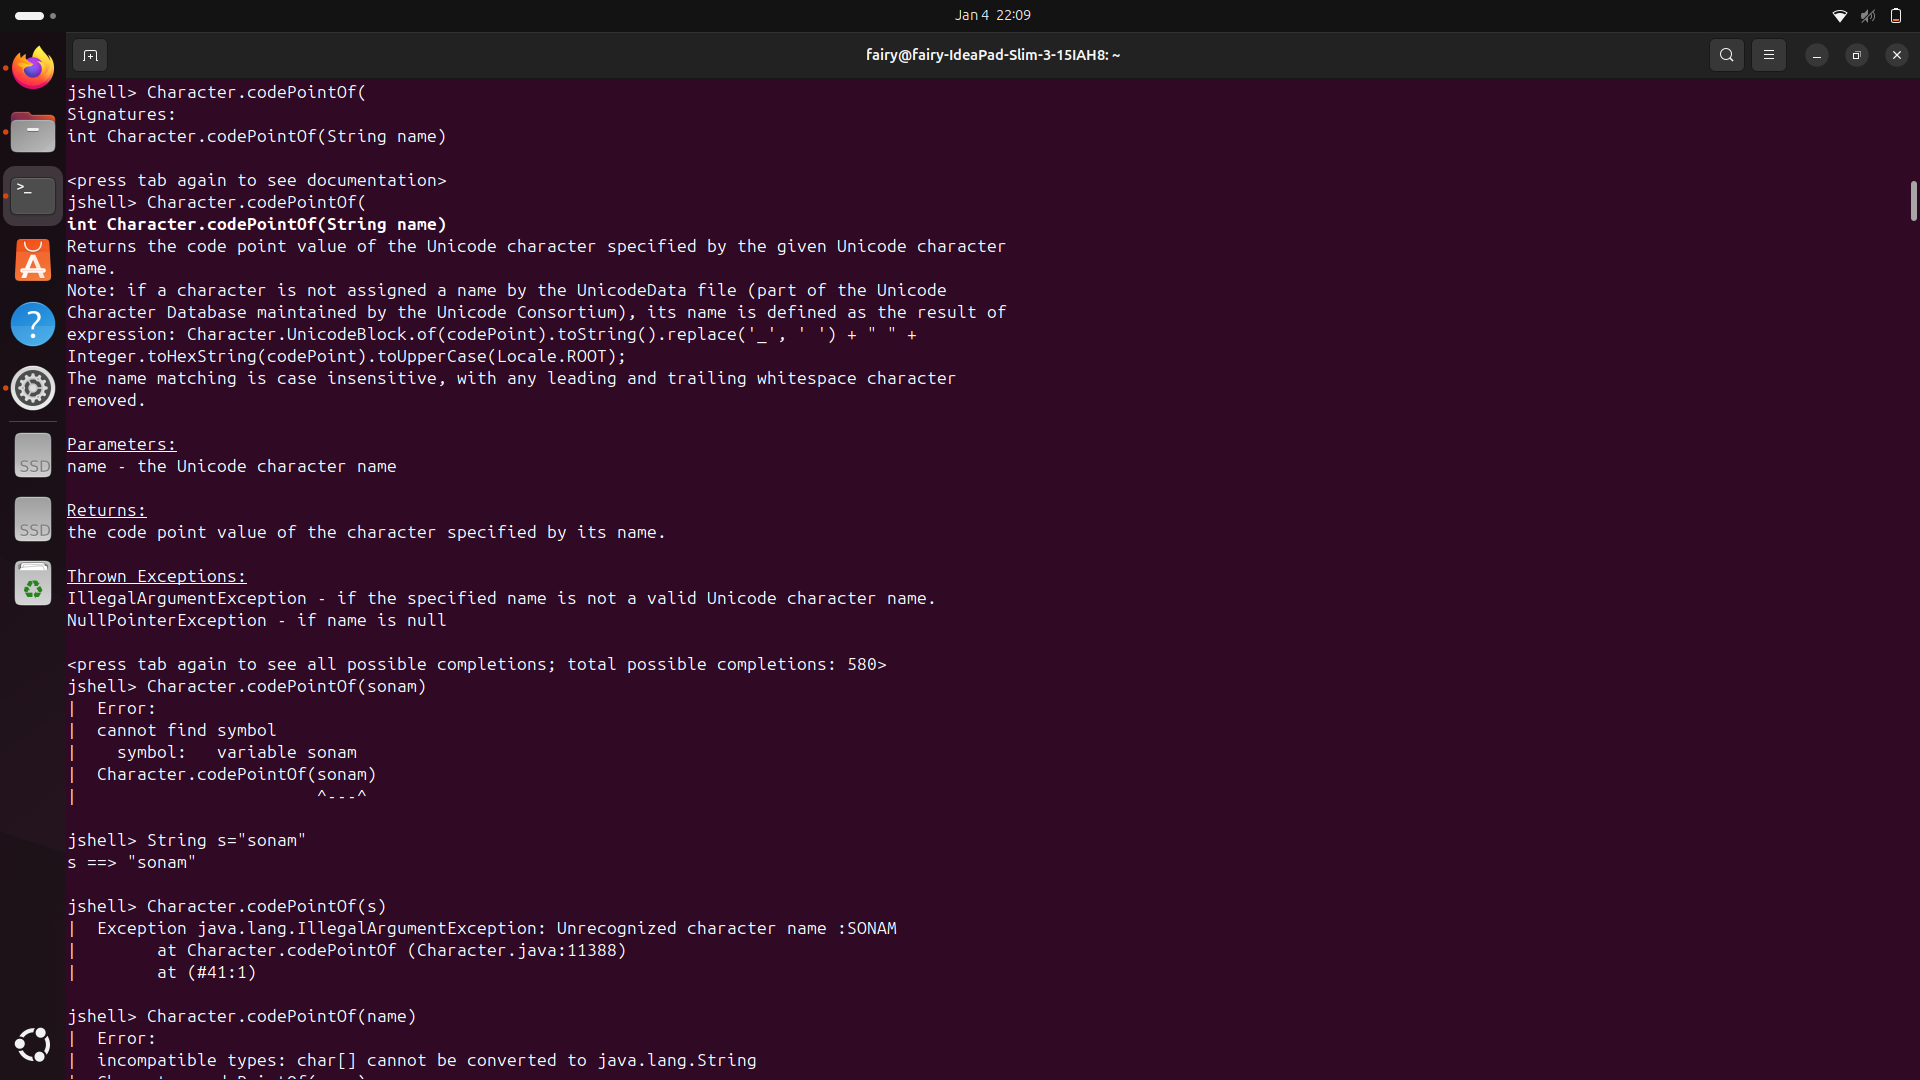 Jan 4 22:09
fairy@fairy-IdeaPad-Slim-3-15IAH8: ~
jshell> Character.codePointOf(
Signatures:
int Character.codePointOf(String name)
<press tab again to see documentation>
jshell> Character.codePointOf(
int Character.codePointOf(String name)
Returns the code point value of the Unicode character specified by the given Unicode character
name.
Note: if a character is not assigned a name by the UnicodeData file (part of the Unicode
Character Database maintained by the Unicode Consortium), its name is defined as the result of
expression: Character.UnicodeBlock.of(codePoint).toString().replace('_', ' ') + " " +
Integer.toHexString(codePoint).toUpperCase(Locale.ROOT);
The name matching is case insensitive, with any leading and trailing whitespace character
removed.
Parameters:
name - the Unicode character name
Returns:
the code point value of the character specified by its name.
Thrown Exceptions:
IllegalArgumentException - if the specified name is not a valid Unicode character name.
NullPointerException - if name is null
<press tab again to see all possible completions; total possible completions: 580>
jshell> Character.codePointOf(sonam)
|  Error:
|  cannot find symbol
|    symbol:   variable sonam
|  Character.codePointOf(sonam)
|                        ^---^
jshell> String s="sonam"
s ==> "sonam"
jshell> Character.codePointOf(s)
|  Exception java.lang.IllegalArgumentException: Unrecognized character name :SONAM
|        at Character.codePointOf (Character.java:11388)
|        at (#41:1)
jshell> Character.codePointOf(name)
|  Error:
|  incompatible types: char[] cannot be converted to java.lang.String
SSD
SSD